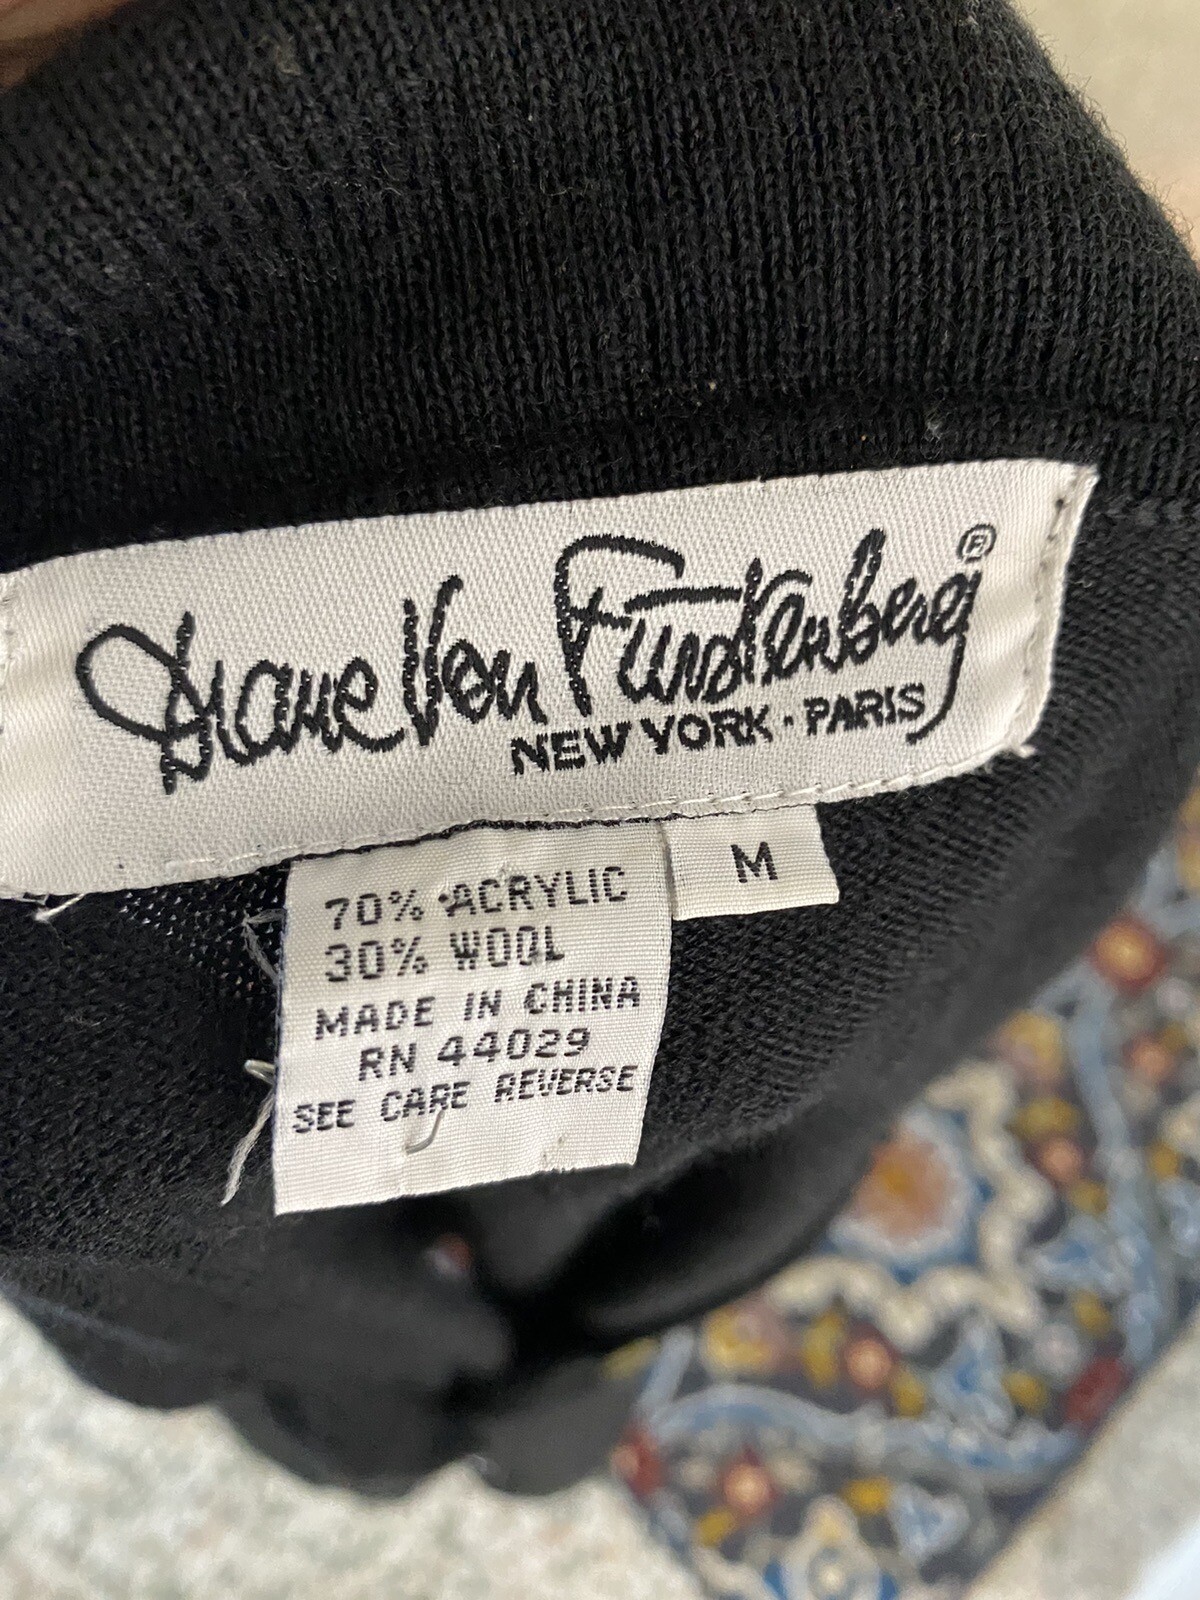 Diane Von Furstenberg®
NEW YORK · PARIS
M
70% ACRYLIC
30% WOOL
MADE IN CHINA
RN 44029
SEE CARE REVERSE